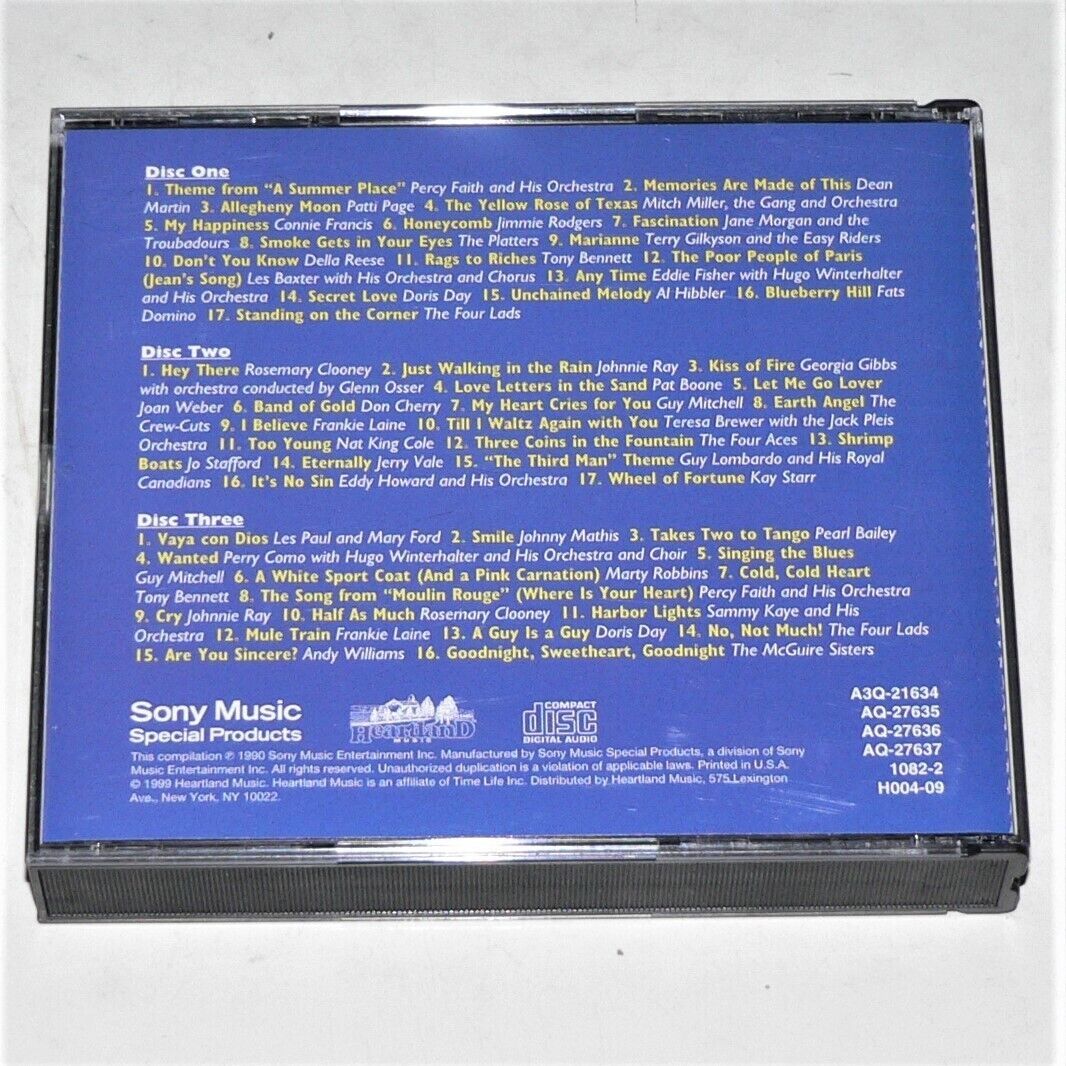 Disc One
1. Theme from "A Summer Place" Percy Faith and His Orchestra 2. Memories Are Made of This Dean
Martin 3. Allegheny Moon Patti Page 4. The Yellow Rose of Texas Mitch Miller, the Gang and Orchestra
5. My Happiness Connie Francis 6. Honeycomb Jimmie Rodgers 7. Fascination Jane Morgan and the
Troubadours 8. Smoke Gets in Your Eyes The Platters 9. Marianne Terry Gilkyson and the Easy Riders
10. Don't You Know Della Reese 11. Rags to Riches Tony Bennett 12. The Poor People of Paris
(Jean's Song) Les Baxter with His Orchestra and Chorus 13. Any Time Eddie Fisher with Hugo Winterhalter
and His Orchestra 14. Secret Love Doris Day 15. Unchained Melody Al Hibbler 16. Blueberry Hill Fats
Domino 17. Standing on the Corner The Four Lads
Disc Two
1. Hey There Rosemary Clooney 2. Just Walking in the Rain Johnnie Ray 3. Kiss of Fire Georgia Gibbs
with orchestra conducted by Glenn Osser 4. Love Letters in the Sand Pat Boone 5. Let Me Go Lover
Joan Weber 6. Band of Gold Don Cherry 7. My Heart Cries for You Guy Mitchell 8. Earth Angel The
Crew-Cuts 9. I Believe Frankie Laine 10. Till I Waltz Again with You Teresa Brewer with the Jack Pleis
Orchestra 11. Too Young Nat King Cole 12. Three Coins in the Fountain The Four Aces 13. Shrimp
Boats Jo Stafford 14. Eternally Jerry Vale 15. "The Third Man" Theme Guy Lombardo and His Royal
Canadians 16. It's No Sin Eddy Howard and His Orchestra 17. Wheel of Fortune Kay Starr
Disc Three
1. Vaya con Dios Les Paul and Mary Ford 2. Smile Johnny Mathis 3. Takes Two to Tango Pearl Bailey
4. Wanted Perry Como with Hugo Winterhalter and His Orchestra and Choir 5. Singing the Blues
Guy Mitchell 6. A White Sport Coat (And a Pink Carnation) Marty Robbins 7. Cold, Cold Heart
Tony Bennett 8. The Song from "Moulin Rouge" (Where Is Your Heart) Percy Faith and His Orchestra
9. Cry Johnnie Ray 10. Half As Much Rosemary Clooney 11. Harbor Lights Sammy Kaye and His
Orchestra 12. Mule Train Frankie Laine 13. A Guy Is a Guy Doris Day 14. No, Not Much! The Four Lads
15. Are You Sincere? Andy Williams 16. Goodnight, Sweetheart, Goodnight The McGuire Sisters
Sony Music
Special Products
Heartland
MUSIC
COMPACT
disc
DIGITAL AUDIO
A3Q-21634
AQ-27635
AQ-27636
AQ-27637
1082-2
H004-09
This compilation ℗ 1990 Sony Music Entertainment Inc. Manufactured by Sony Music Special Products, a division of Sony
Music Entertainment Inc. All rights reserved. Unauthorized duplication is a violation of applicable laws. Printed in U.S.A.
© 1999 Heartland Music. Heartland Music is an affiliate of Time Life Inc. Distributed by Heartland Music, 575 Lexington
Ave., New York, NY 10022.